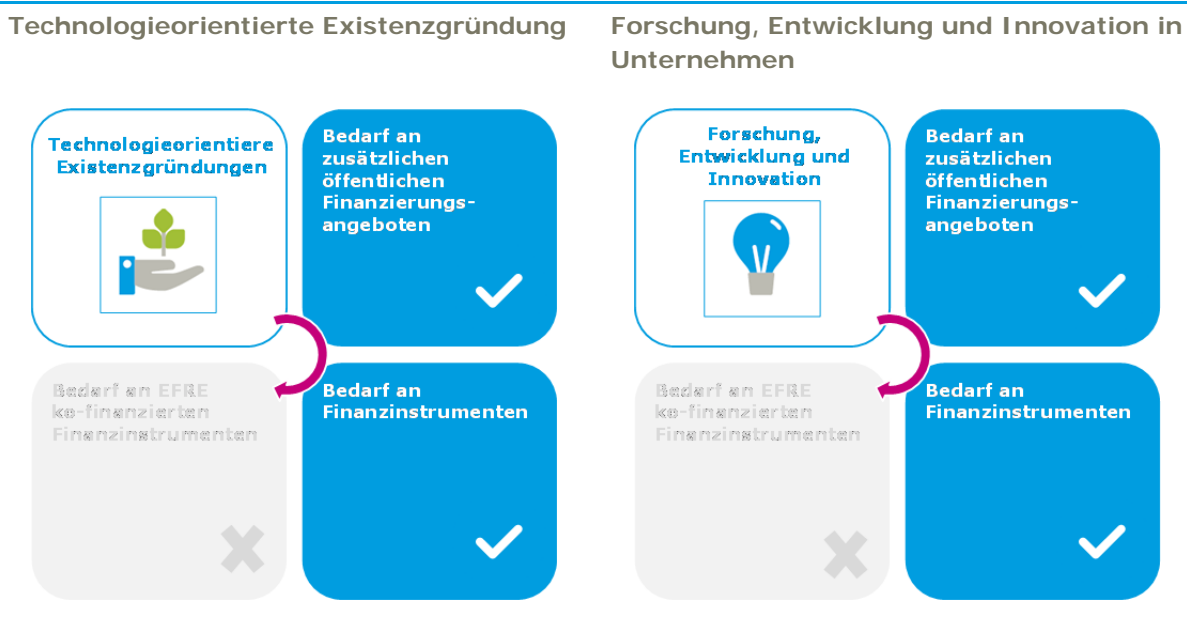 Technologieorientierte Existenzgründung
Forschung, Entwicklung und Innovation in
Unternehmen
Technologieorientiere
Existenzgründungen
Bedarf an
zusätzlichen
öffentlichen
Finanzierungs-
angeboten
Bedarf an EFRE
ko-finanzierten
Finanzinstrumenten
Bedarf an
Finanzinstrumenten
Forschung,
Entwicklung und
Innovation
Bedarf an
zusätzlichen
öffentlichen
Finanzierungs-
angeboten
Bedarf an EFRE
ko-finanzierten
Finanzinstrumenten
Bedarf an
Finanzinstrumenten